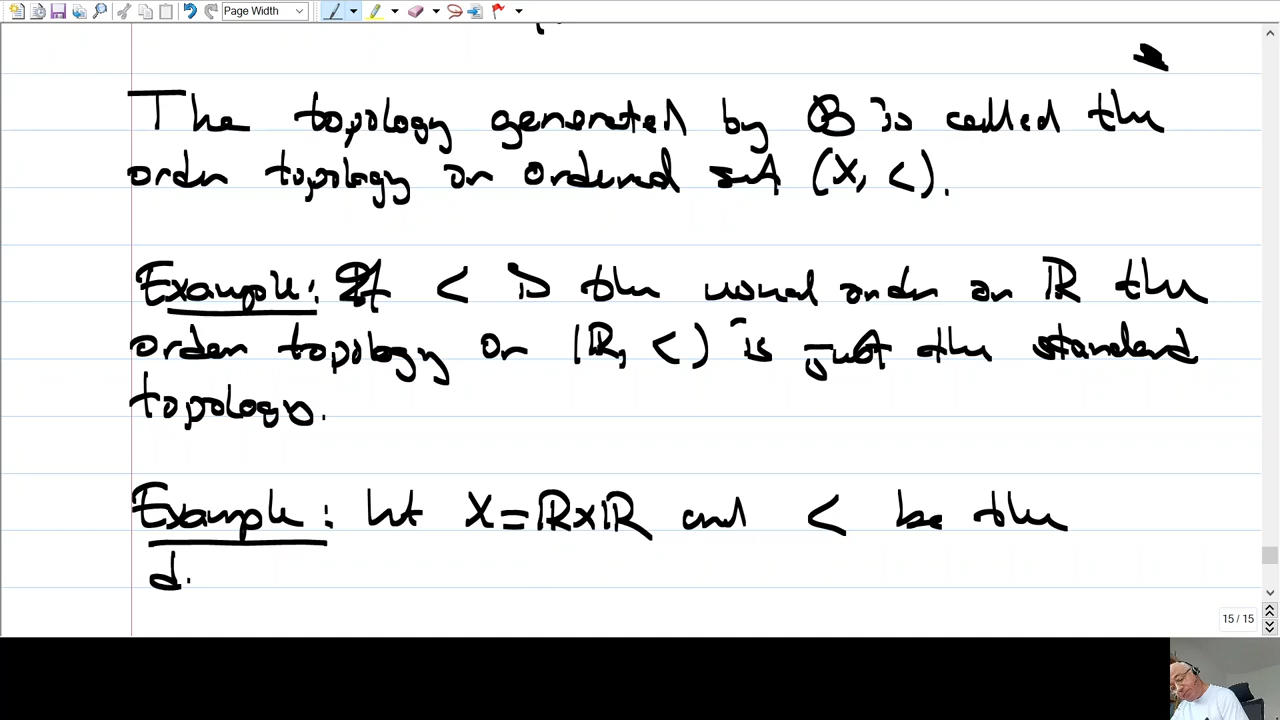 Page Width
The topology generated by B is called the
order topology on ordered set (X, <).
Example: If < is the usual order on ℝ the
order topology on (ℝ, <) is just the standard
topology.
Example: Let X = ℝ×ℝ and < be the
di
15 / 15